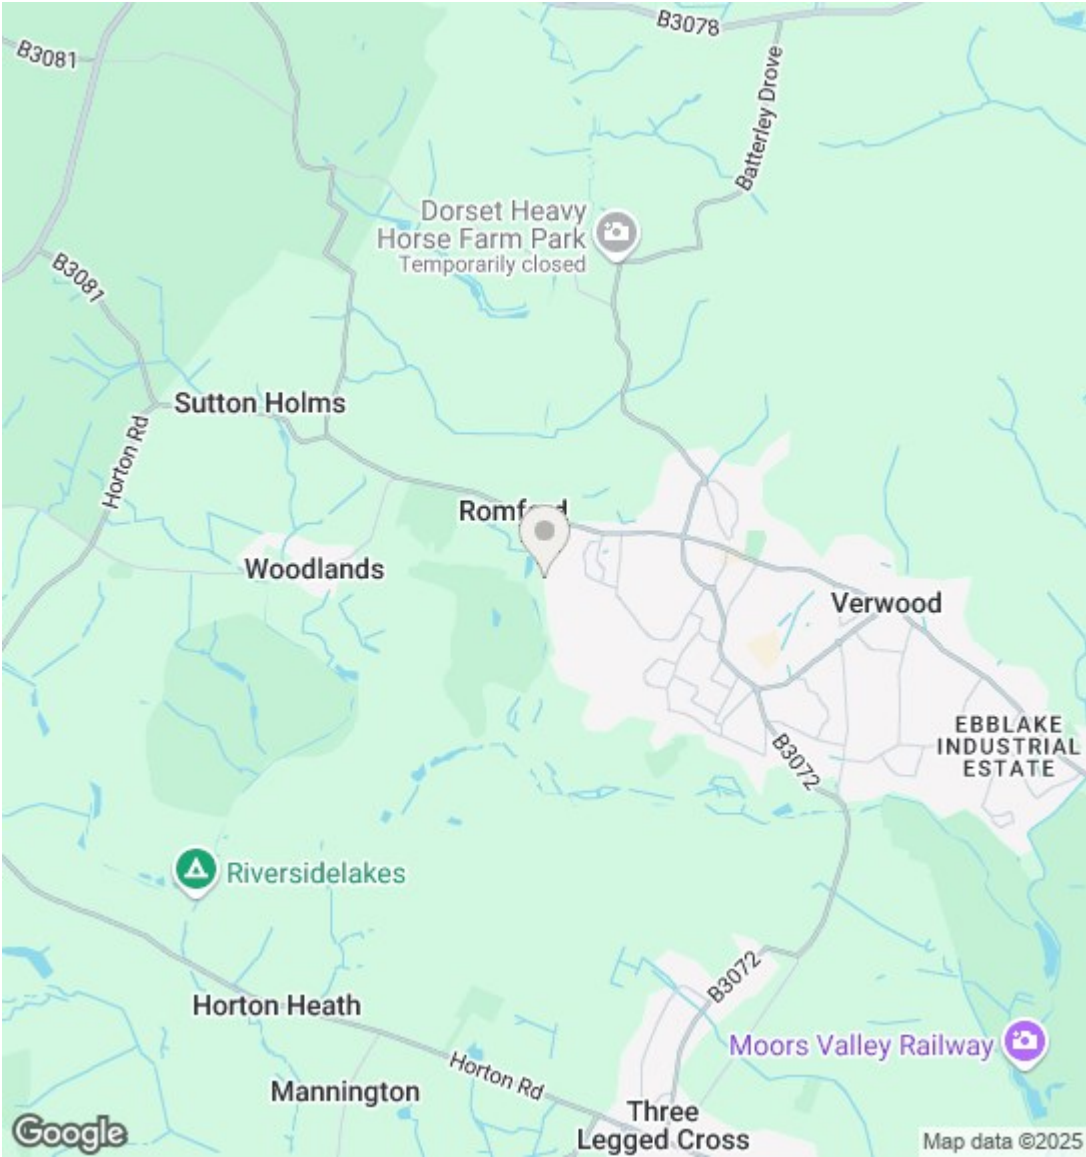 B3078
B3081
Batterley Drove
Dorset Heavy
Horse Farm Park
Temporarily closed
B3081
Sutton Holms
Horton Rd
Romford
Woodlands
Verwood
EBBLAKE
INDUSTRIAL
ESTATE
B3072
Riversidelakes
B3072
Horton Heath
Moors Valley Railway
Horton Rd
Mannington
Three
Legged Cross
Google
Map data ©2025